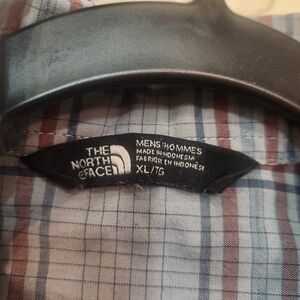 THE
NORTH
FACE
MENS/HOMMES
MADE IN INDONESIA
FABRIQUÉ EN INDONÉSIE
XL/TG